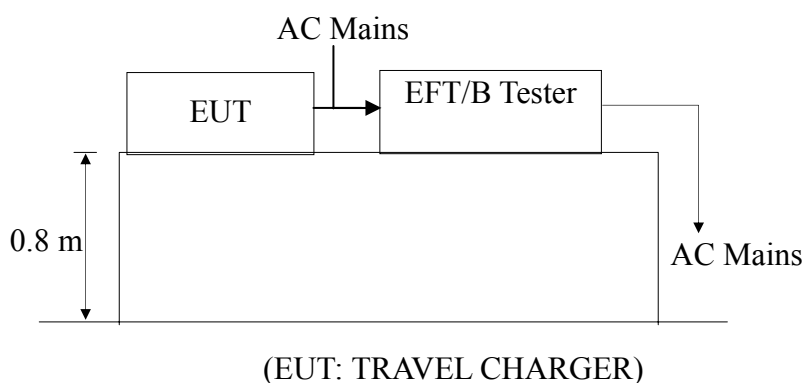 AC Mains
EUT
EFT/B Tester
0.8 m
AC Mains
(EUT: TRAVEL CHARGER)